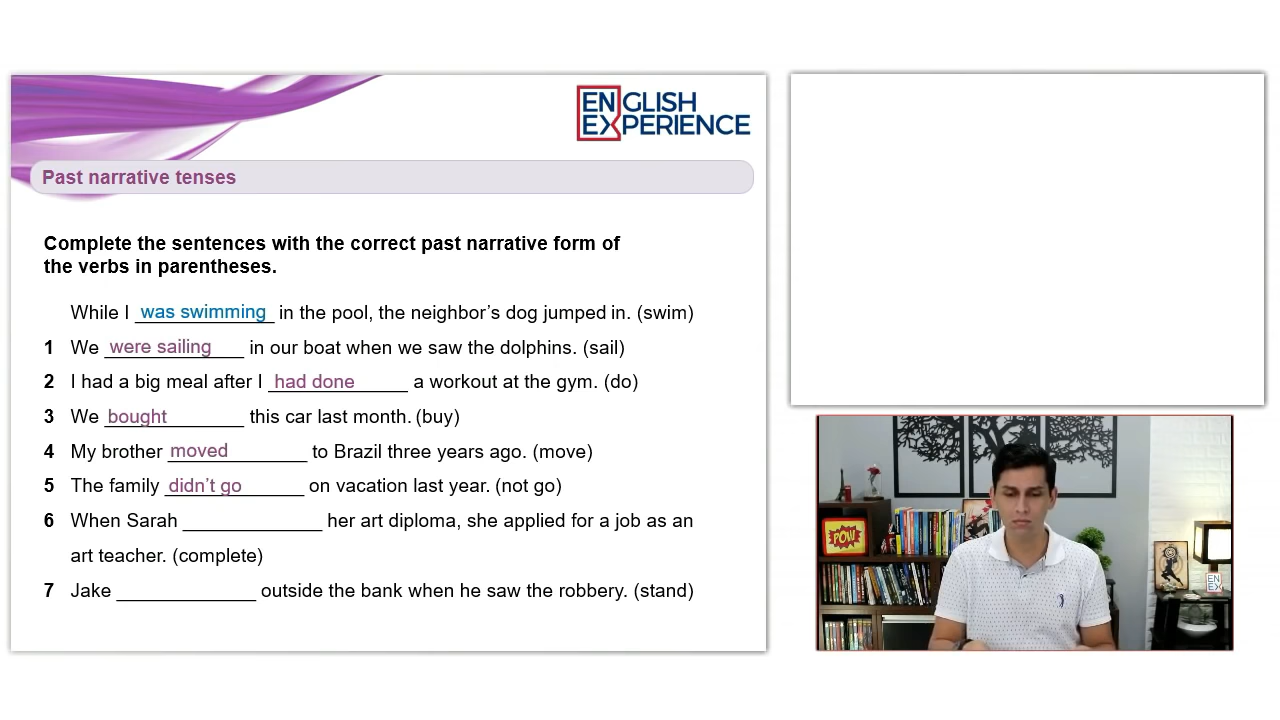 ENGLISH
EXPERIENCE
Past narrative tenses
Complete the sentences with the correct past narrative form of
the verbs in parentheses.
While I was swimming in the pool, the neighbor’s dog jumped in. (swim)
1 We were sailing in our boat when we saw the dolphins. (sail)
2 I had a big meal after I had done a workout at the gym. (do)
3 We bought this car last month. (buy)
4 My brother moved to Brazil three years ago. (move)
5 The family didn’t go on vacation last year. (not go)
6 When Sarah ____________ her art diploma, she applied for a job as an
art teacher. (complete)
7 Jake ____________ outside the bank when he saw the robbery. (stand)
POW
EN
EX